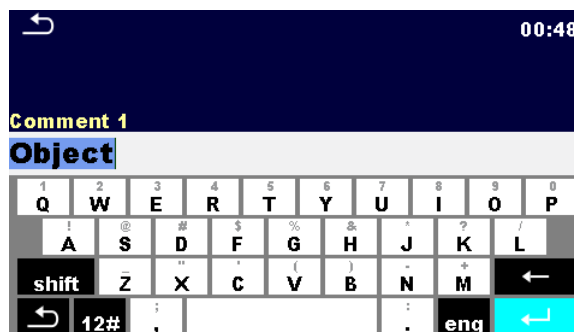 00:48
Comment 1
Object
1 2 3 4 5 6 7 8 9 0
Q W E R T Y U I O P
! @ # $ % & * ? /
A S D F G H J K L
_ " ' ( ) - +
shift Z X C V B N M
; :
12# , . eng